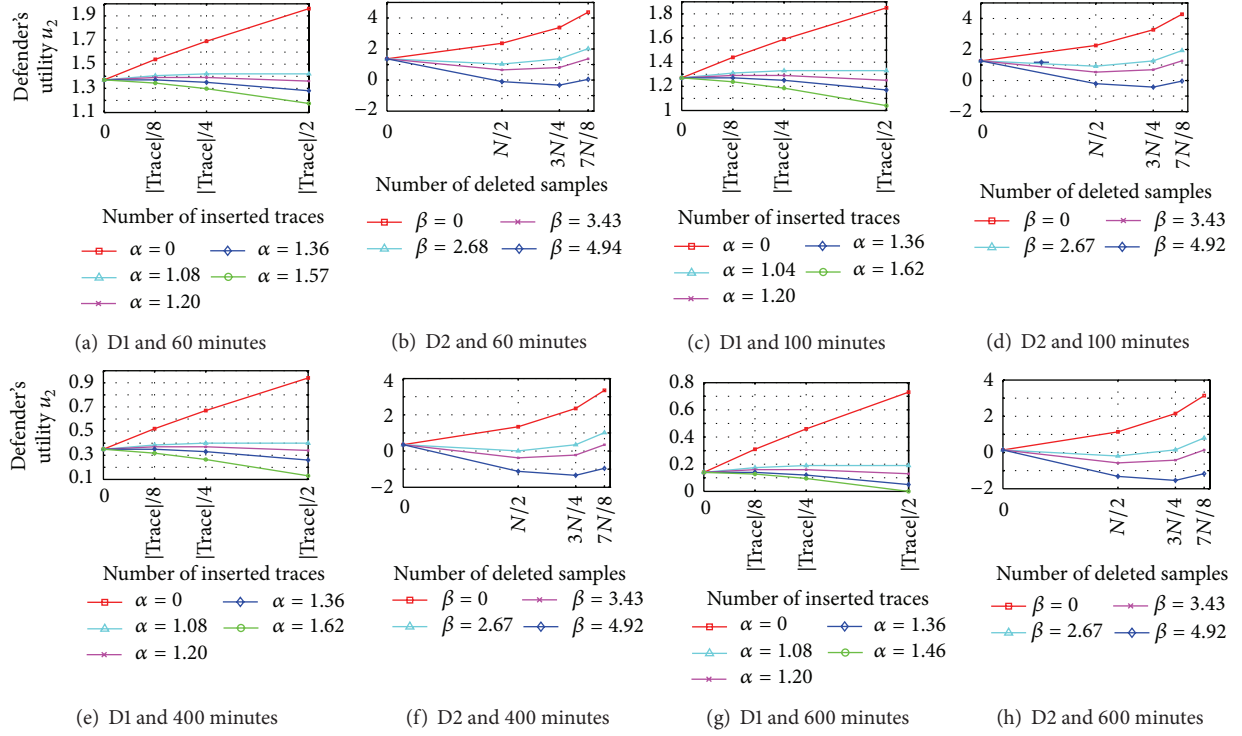 Defender's
utility u₂
1.9
1.7
1.5
1.3
1.1
0
|Trace|/8
|Trace|/4
|Trace|/2
Number of inserted traces
α = 0
α = 1.36
α = 1.08
α = 1.57
α = 1.20
(a) D1 and 60 minutes
4
2
0
−2
0
N/2
3N/4
7N/8
Number of deleted samples
β = 0
β = 3.43
β = 2.68
β = 4.94
(b) D2 and 60 minutes
1.8
1.6
1.4
1.2
1
0
|Trace|/8
|Trace|/4
|Trace|/2
Number of inserted traces
α = 0
α = 1.36
α = 1.04
α = 1.62
α = 1.20
(c) D1 and 100 minutes
4
2
0
−2
0
N/2
3N/4
7N/8
Number of deleted samples
β = 0
β = 3.43
β = 2.67
β = 4.92
(d) D2 and 100 minutes
Defender's
utility u₂
0.9
0.7
0.5
0.3
0.1
0
|Trace|/8
|Trace|/4
|Trace|/2
Number of inserted traces
α = 0
α = 1.36
α = 1.08
α = 1.62
α = 1.20
(e) D1 and 400 minutes
4
2
0
−2
0
N/2
3N/4
7N/8
Number of deleted samples
β = 0
β = 3.43
β = 2.67
β = 4.92
(f) D2 and 400 minutes
0.8
0.6
0.4
0.2
0
0
|Trace|/8
|Trace|/4
|Trace|/2
Number of inserted traces
α = 0
α = 1.36
α = 1.08
α = 1.46
α = 1.20
(g) D1 and 600 minutes
4
2
0
−2
0
N/2
3N/4
7N/8
Number of deleted samples
β = 0
β = 3.43
β = 2.67
β = 4.92
(h) D2 and 600 minutes